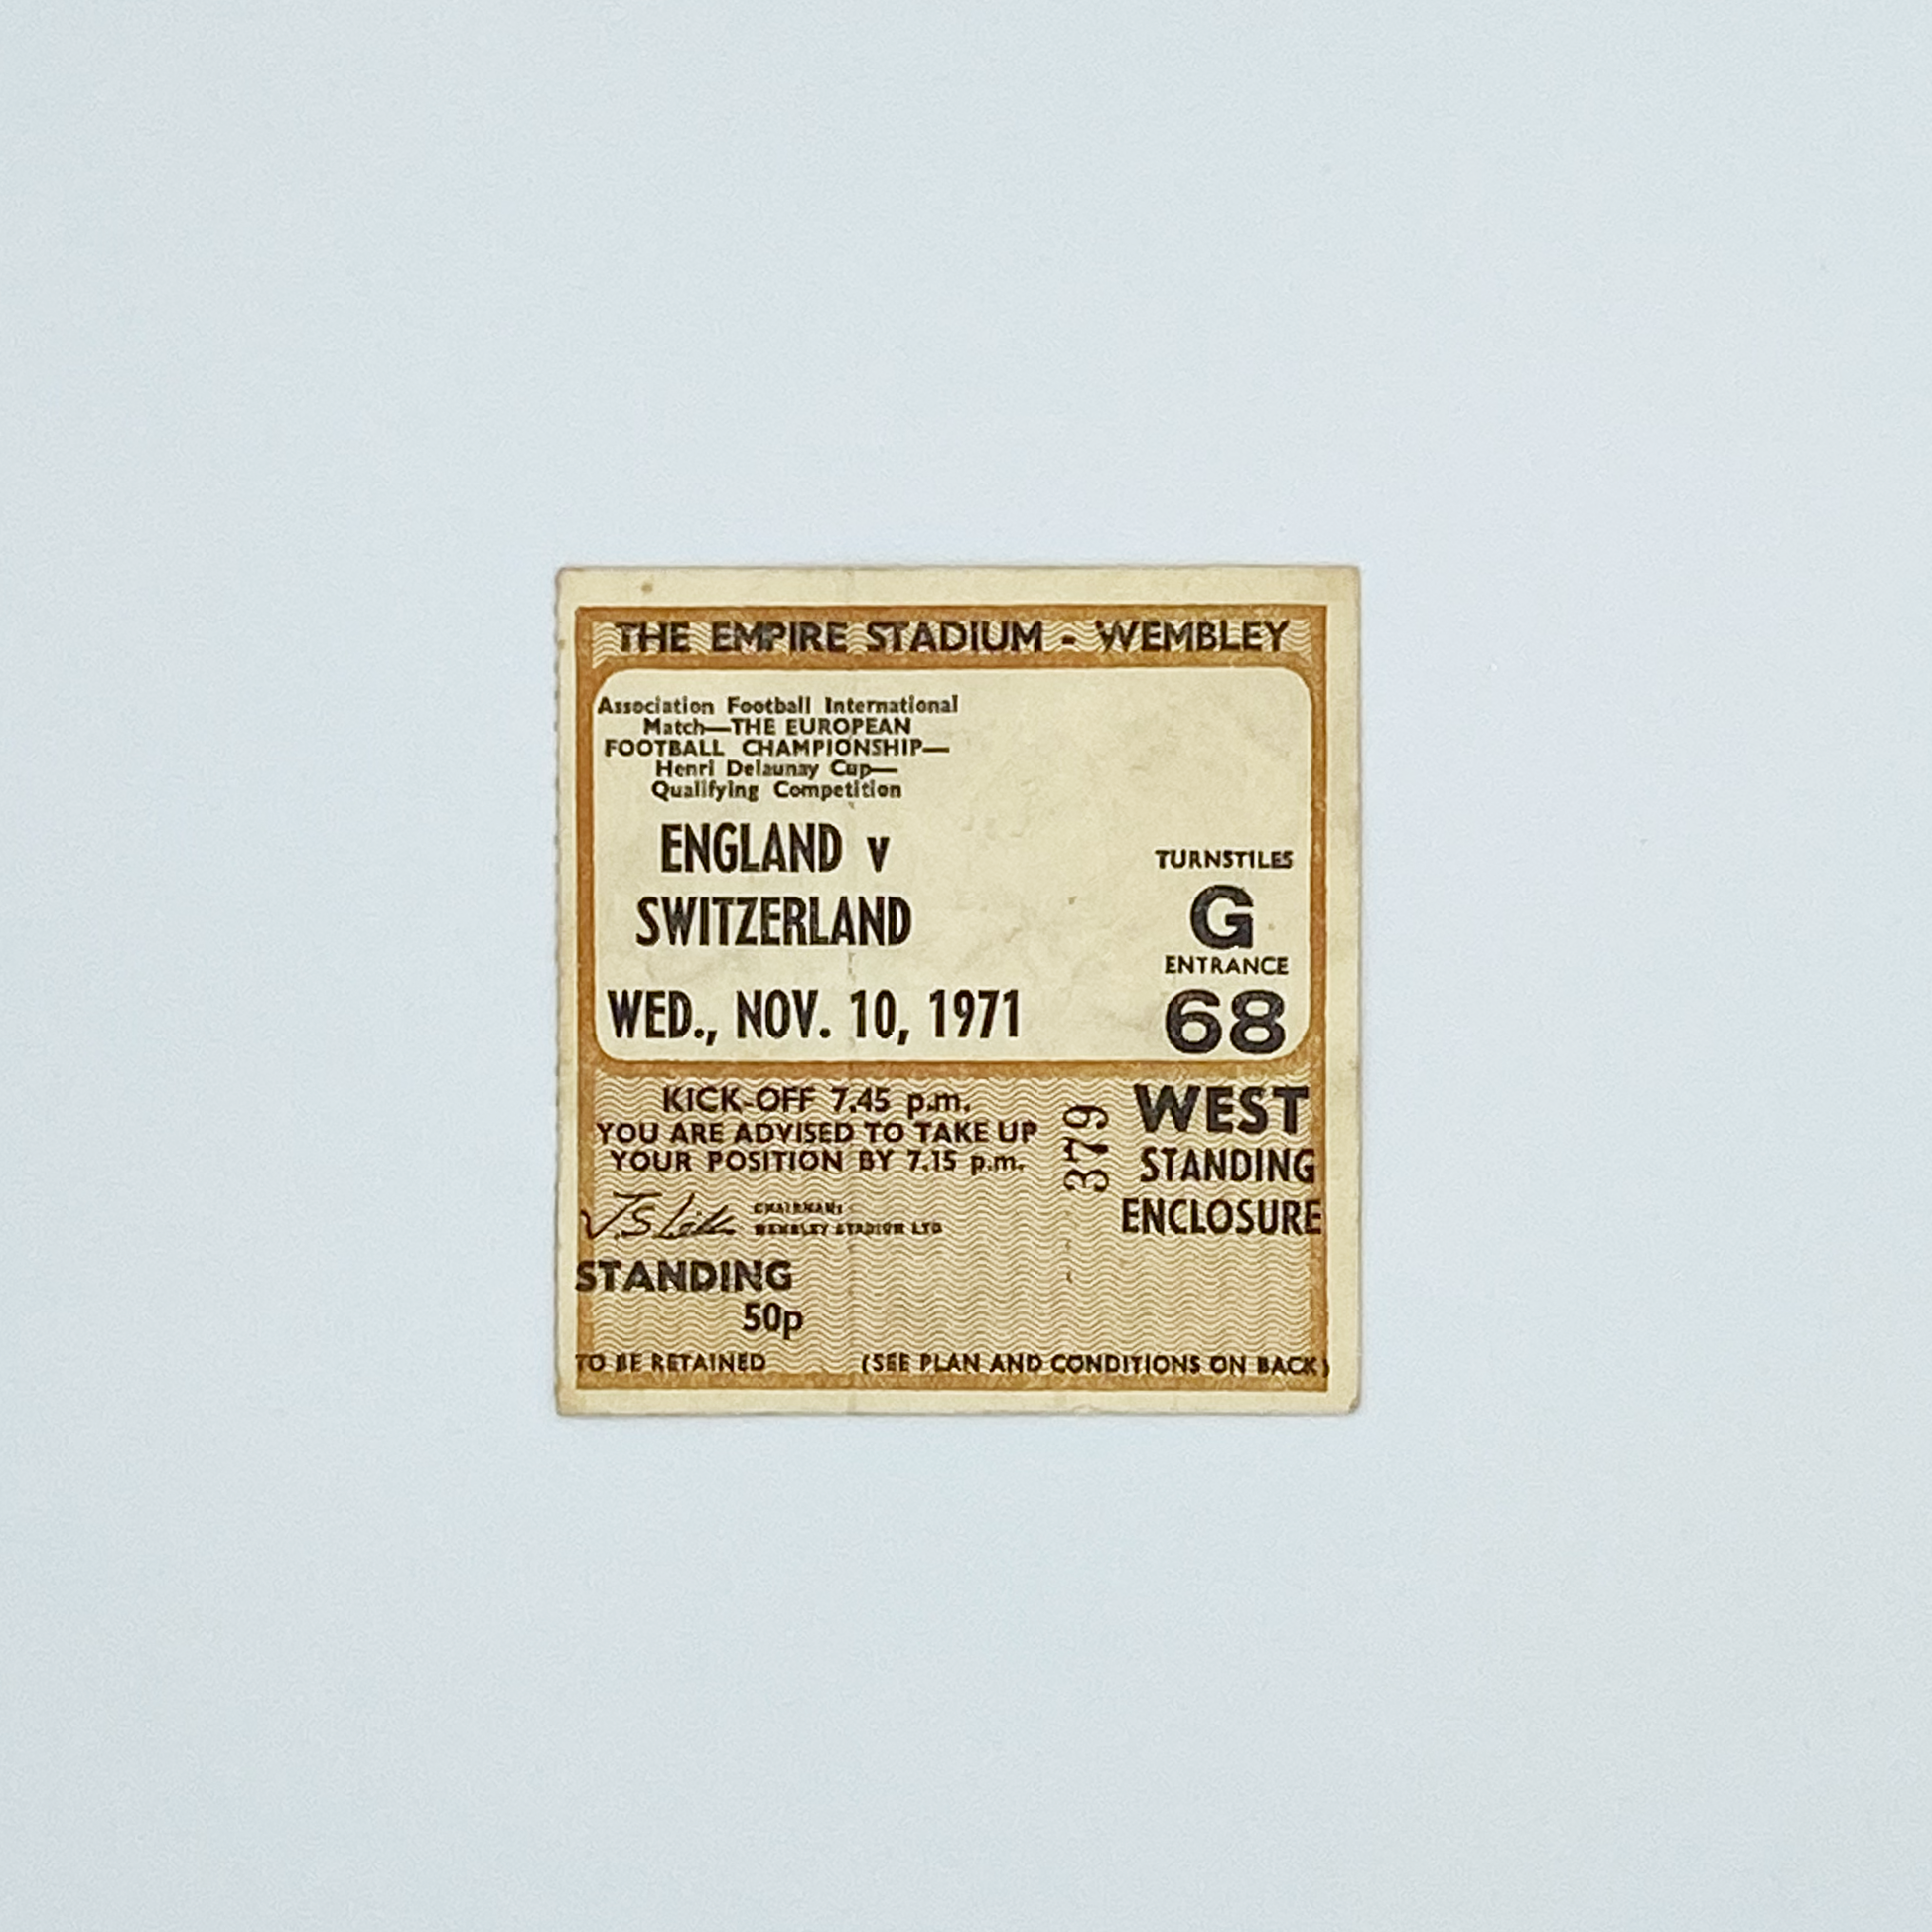 THE EMPIRE STADIUM - WEMBLEY
Association Football International
Match—THE EUROPEAN
FOOTBALL CHAMPIONSHIP—
Henri Delaunay Cup—
Qualifying Competition
ENGLAND v
SWITZERLAND
WED., NOV. 10, 1971
TURNSTILES
G
ENTRANCE
68
KICK-OFF 7.45 p.m.
YOU ARE ADVISED TO TAKE UP
YOUR POSITION BY 7.15 p.m.
CHAIRMAN:
WEMBLEY STADIUM LTD
STANDING
50p
379
WEST
STANDING
ENCLOSURE
TO BE RETAINED
(SEE PLAN AND CONDITIONS ON BACK)